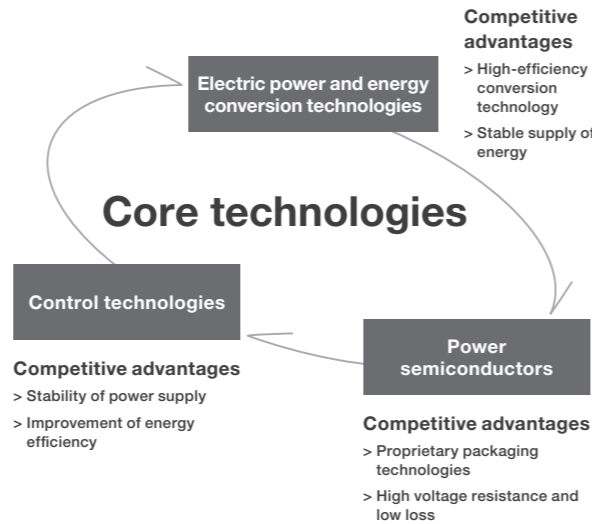 Competitive
advantages
> High-efficiency
conversion
technology
> Stable supply of
energy
Electric power and energy
conversion technologies
Core technologies
Control technologies
Competitive advantages
> Stability of power supply
> Improvement of energy
efficiency
Power
semiconductors
Competitive advantages
> Proprietary packaging
technologies
> High voltage resistance and
low loss